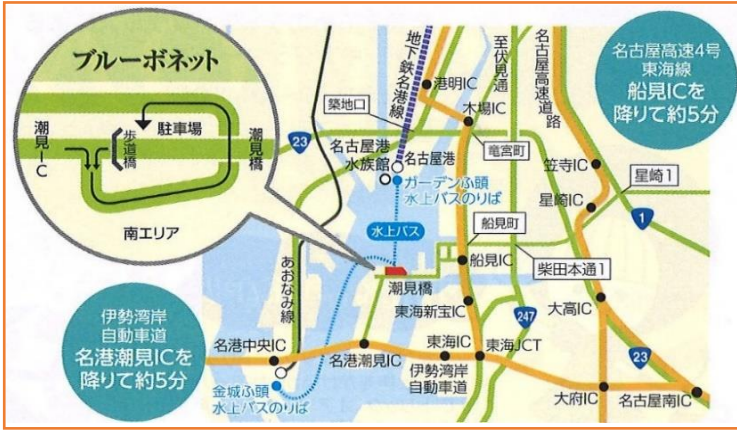 ブルーボネット
潮見IC
歩道橋
駐車場
潮見橋
南エリア
伊勢湾岸
自動車道
名港潮見ICを
降りて約5分
名古屋高速4号
東海線
船見ICを
降りて約5分
地下鉄名港線
至伏見通
名古屋高速道路
港明IC
築地口
木場IC
23
名古屋港
水族館
名古屋港
竜宮町
ガーデンふ頭
水上バスのりば
笠寺IC
星崎1
星崎IC
1
水上バス
船見町
船見IC
柴田本通1
潮見橋
あおなみ線
東海新宝IC
247
大高IC
23
名港中央IC
名港潮見IC
東海IC
東海JCT
伊勢湾岸
自動車道
金城ふ頭
水上バスのりば
大府IC
名古屋南IC